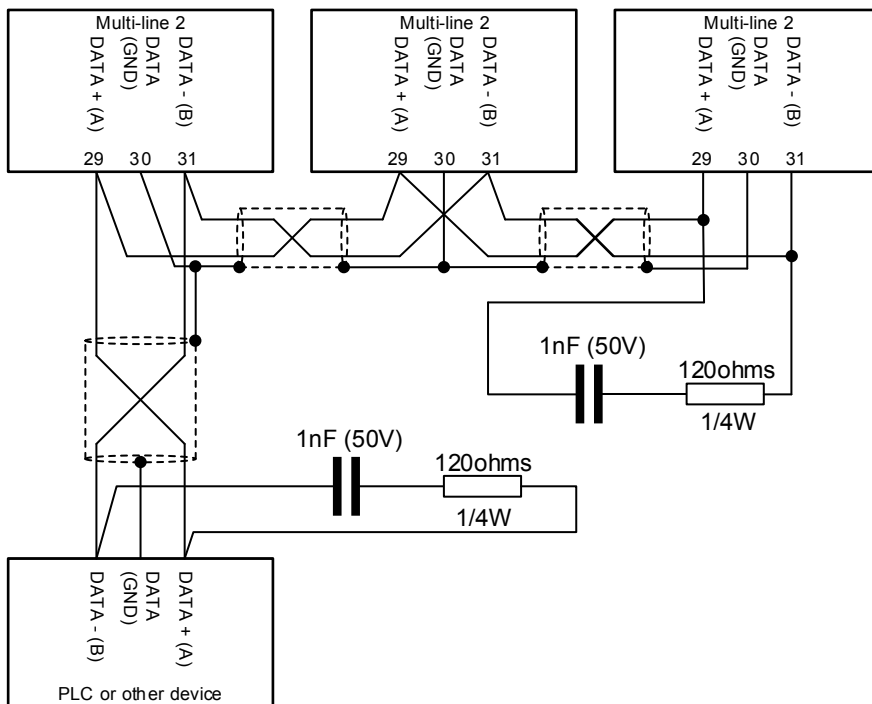 Multi-line 2
DATA + (A)
DATA
(GND)
DATA - (B)
29
30
31
Multi-line 2
DATA + (A)
DATA
(GND)
DATA - (B)
29
30
31
Multi-line 2
DATA + (A)
DATA
(GND)
DATA - (B)
29
30
31
1nF (50V)
120ohms
1/4W
1nF (50V)
120ohms
1/4W
DATA - (B)
DATA
(GND)
DATA + (A)
PLC or other device